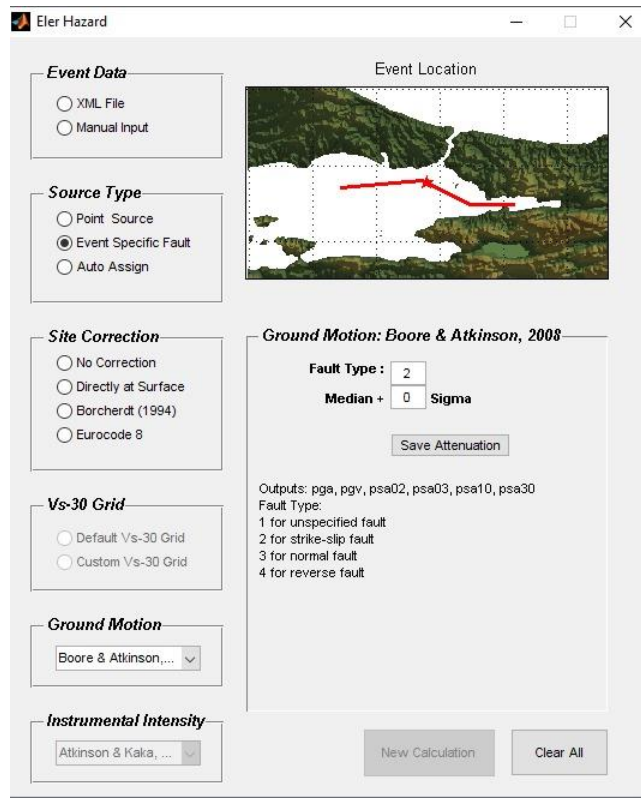 Eler Hazard
Event Data
XML File
Manual Input
Source Type
Point Source
Event Specific Fault
Auto Assign
Site Correction
No Correction
Directly at Surface
Borcherdt (1994)
Eurocode 8
Vs-30 Grid
Default Vs-30 Grid
Custom Vs-30 Grid
Ground Motion
Boore & Atkinson,...
Instrumental Intensity
Atkinson & Kaka, ...
Event Location
Ground Motion: Boore & Atkinson, 2008
Fault Type : 2
Median + 0 Sigma
Save Attenuation
Outputs: pga, pgv, psa02, psa03, psa10, psa30
Fault Type:
1 for unspecified fault
2 for strike-slip fault
3 for normal fault
4 for reverse fault
New Calculation
Clear All